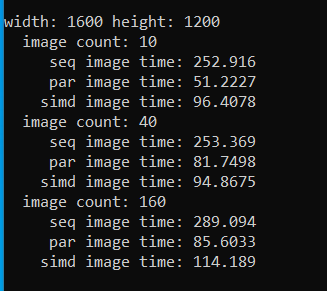 width: 1600 height: 1200
image count: 10
seq image time: 252.916
par image time: 51.2227
simd image time: 96.4078
image count: 40
seq image time: 253.369
par image time: 81.7498
simd image time: 94.8675
image count: 160
seq image time: 289.094
par image time: 85.6033
simd image time: 114.189